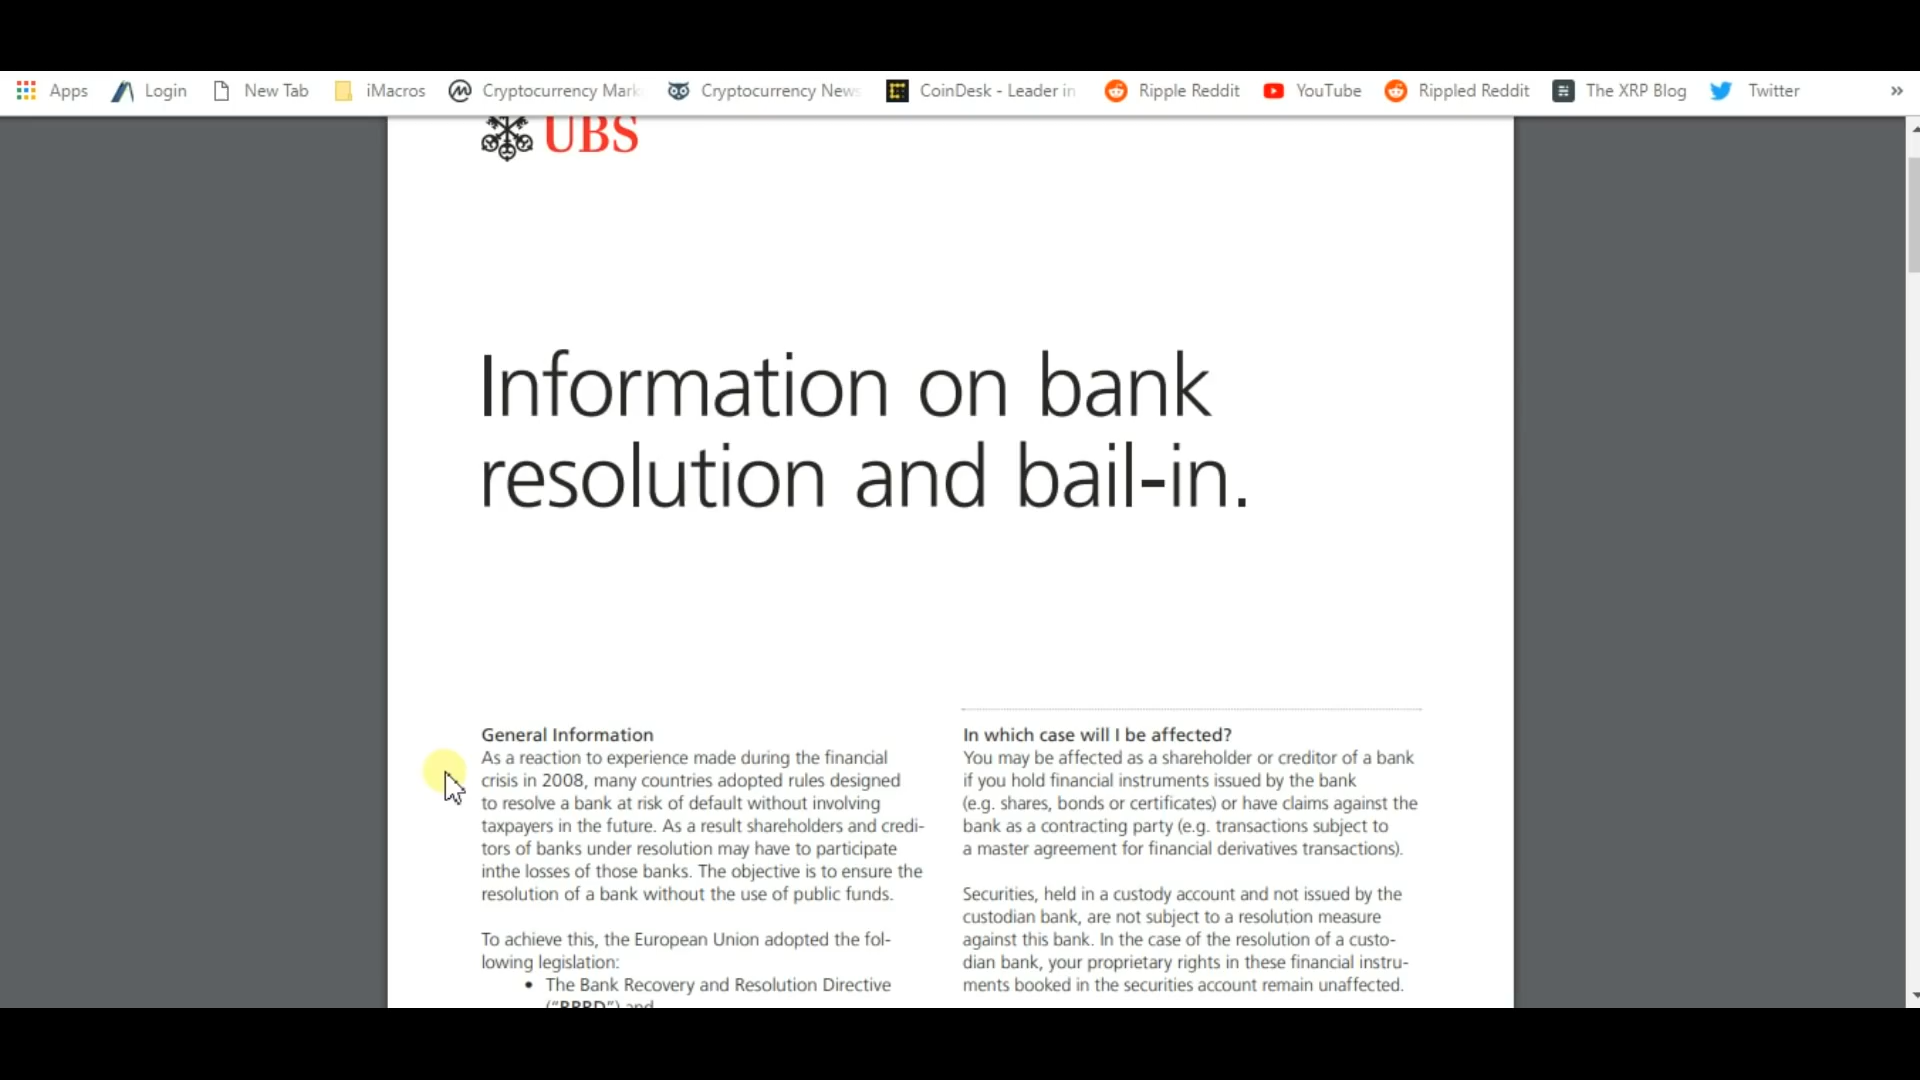 Apps Login New Tab iMacros Cryptocurrency Mark Cryptocurrency News CoinDesk - Leader in Ripple Reddit YouTube Rippled Reddit The XRP Blog Twitter »
UBS
Information on bank
resolution and bail-in.
General Information
As a reaction to experience made during the financial
crisis in 2008, many countries adopted rules designed
to resolve a bank at risk of default without involving
taxpayers in the future. As a result shareholders and credi-
tors of banks under resolution may have to participate
inthe losses of those banks. The objective is to ensure the
resolution of a bank without the use of public funds.
To achieve this, the European Union adopted the fol-
lowing legislation:
• The Bank Recovery and Resolution Directive
("BRRD") and
In which case will I be affected?
You may be affected as a shareholder or creditor of a bank
if you hold financial instruments issued by the bank
(e.g. shares, bonds or certificates) or have claims against the
bank as a contracting party (e.g. transactions subject to
a master agreement for financial derivatives transactions).
Securities, held in a custody account and not issued by the
custodian bank, are not subject to a resolution measure
against this bank. In the case of the resolution of a custo-
dian bank, your proprietary rights in these financial instru-
ments booked in the securities account remain unaffected.